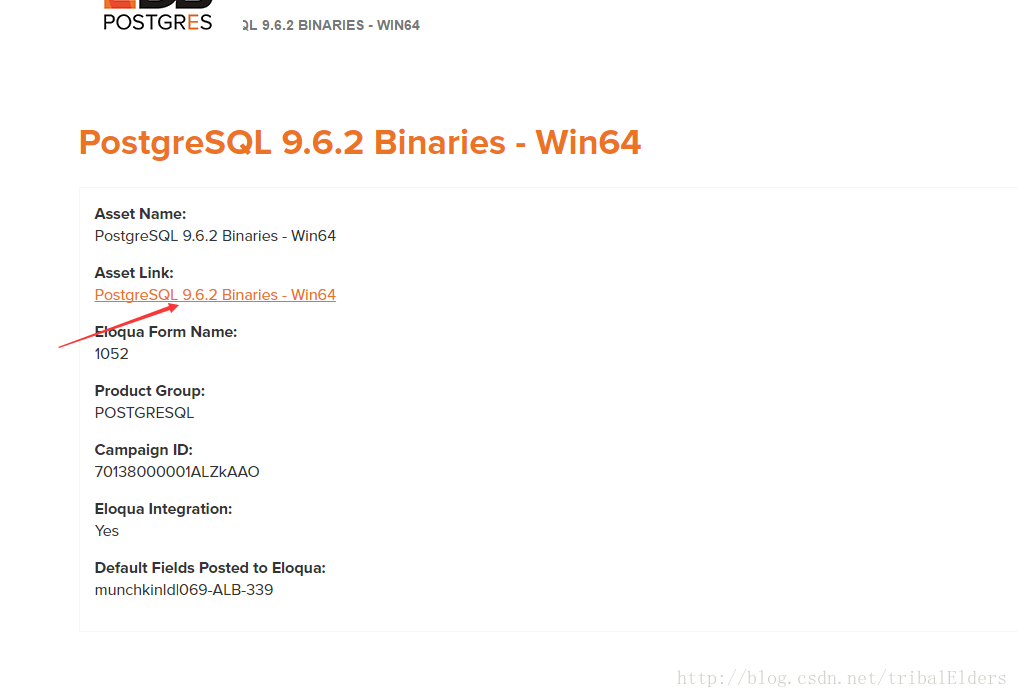 POSTGRES
QL 9.6.2 BINARIES - WIN64
PostgreSQL 9.6.2 Binaries - Win64
Asset Name:
PostgreSQL 9.6.2 Binaries - Win64
Asset Link:
PostgreSQL 9.6.2 Binaries - Win64
Eloqua Form Name:
1052
Product Group:
POSTGRESQL
Campaign ID:
70138000001ALZkAAO
Eloqua Integration:
Yes
Default Fields Posted to Eloqua:
munchkinId|069-ALB-339
http://blog.csdn.net/tribalElders